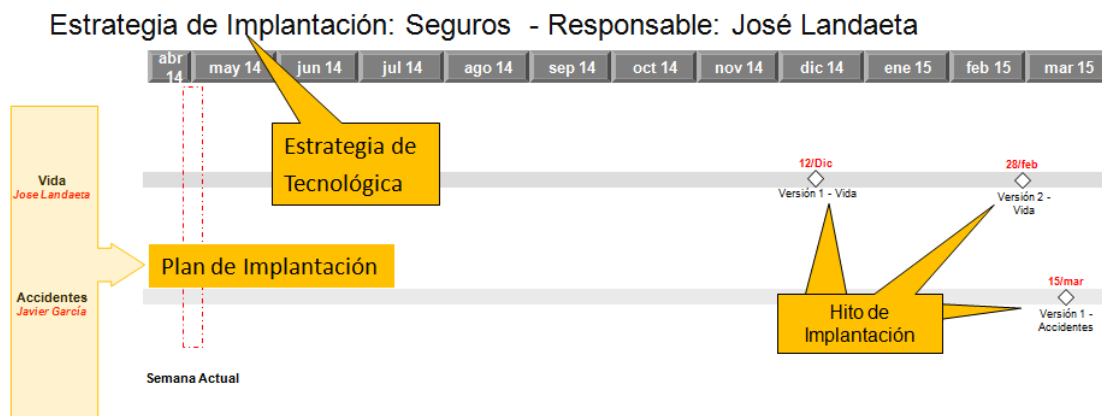 Estrategia de Implantación: Seguros - Responsable: José Landaeta
abr 14
may 14
jun 14
jul 14
ago 14
sep 14
oct 14
nov 14
dic 14
ene 15
feb 15
mar 15
Estrategia de
Tecnológica
Vida
Jose Landaeta
12/Dic
Versión 1 - Vida
28/feb
Versión 2 -
Vida
Plan de Implantación
Accidentes
Javier García
15/mar
Versión 1 -
Accidentes
Hito de
Implantación
Semana Actual